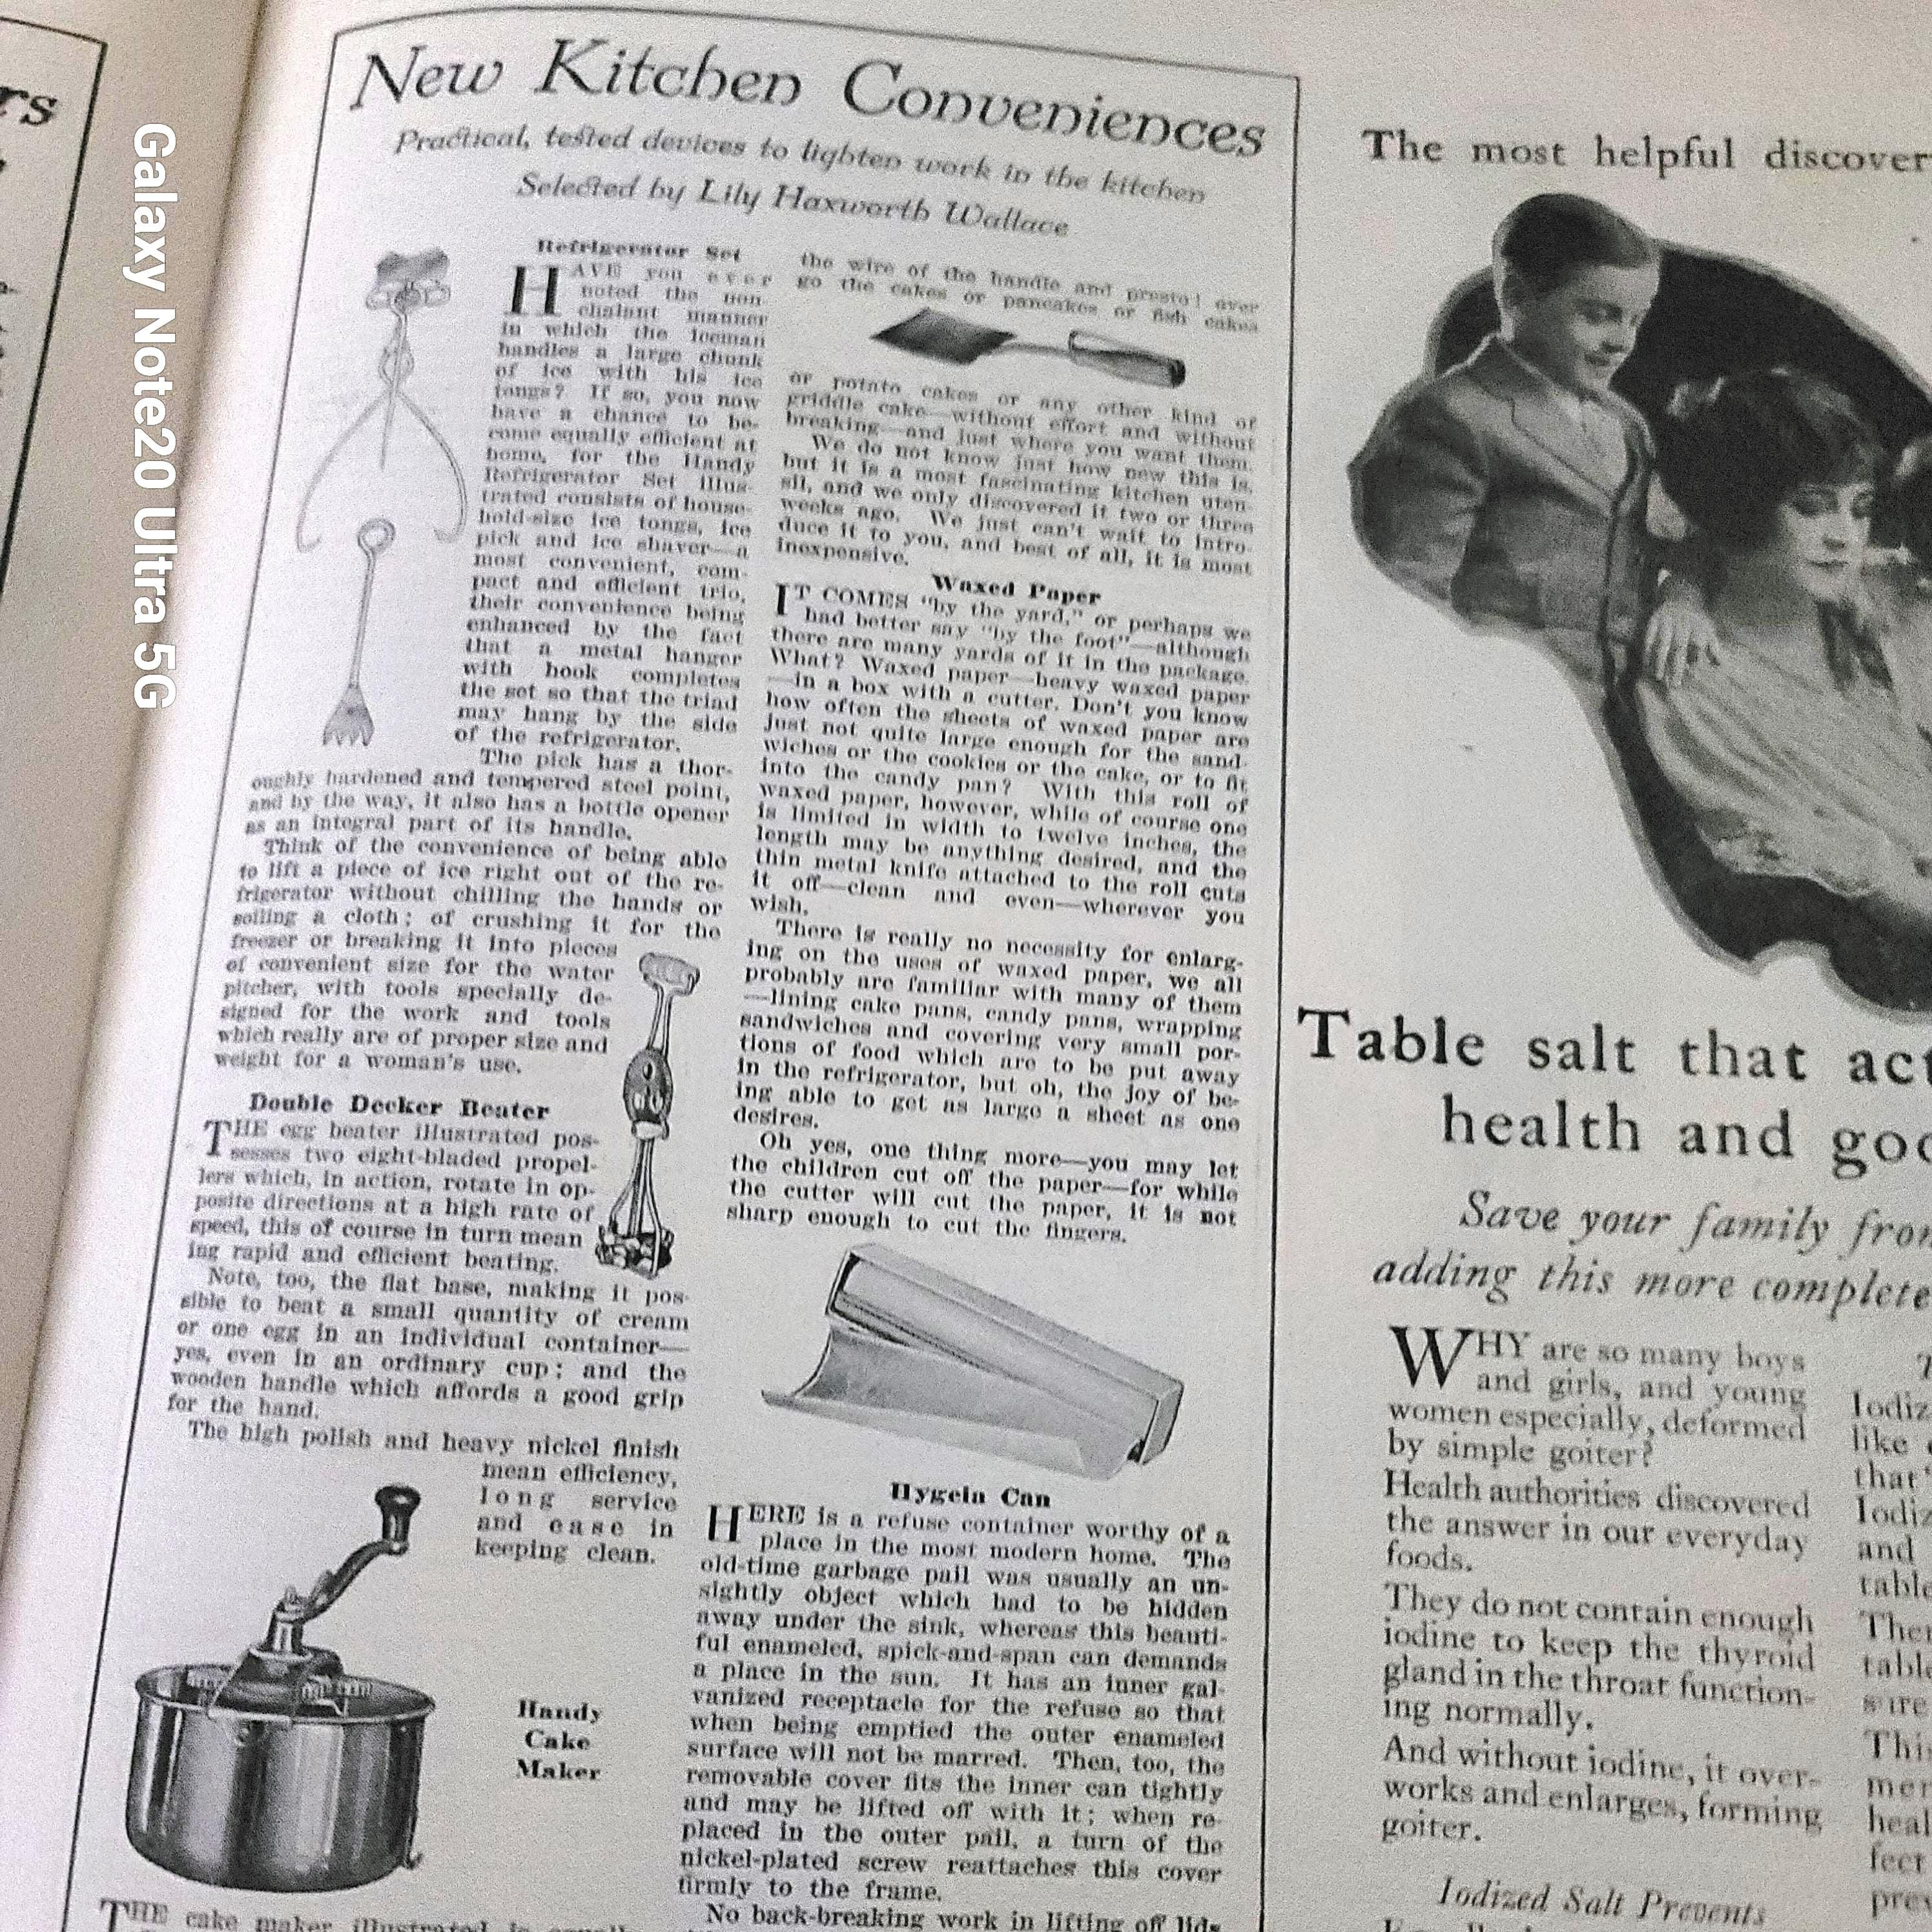 rs
Galaxy Note20 Ultra 5G
New Kitchen Conveniences
Practical, tested devices to lighten work in the kitchen
Selected by Lily Haxworth Wallace
Refrigerator Set
HAVE you ever
noted the non-
chalant manner
in which the iceman
handles a large chunk
of ice with his ice
tongs? If so, you now
have a chance to be-
come equally efficient at
home, for the Handy
Refrigerator Set illus-
trated consists of house-
hold-size ice tongs, ice
pick and ice shaver—a
most convenient, com-
pact and efficient trio,
their convenience being
enhanced by the fact
that a metal hanger
with hook completes
the set so that the triad
may hang by the side
of the refrigerator.
The pick has a thor-
oughly hardened and tempered steel point,
and by the way, it also has a bottle opener
as an integral part of its handle.
Think of the convenience of being able
to lift a piece of ice right out of the re-
frigerator without chilling the hands or
soiling a cloth; of crushing it for the
freezer or breaking it into pieces
of convenient size for the water
pitcher, with tools specially de-
signed for the work and tools
which really are of proper size and
weight for a woman's use.
Double Decker Beater
THE egg beater illustrated pos-
sesses two eight-bladed propel-
lers which, in action, rotate in op-
posite directions at a high rate of
speed, this of course in turn mean
ing rapid and efficient beating.
Note, too, the flat base, making it pos-
sible to beat a small quantity of cream
or one egg in an individual container—
yes, even in an ordinary cup; and the
wooden handle which affords a good grip
for the hand.
The high polish and heavy nickel finish
mean efficiency,
long service
and ease in
keeping clean.
Handy
Cake
Maker
THE cake maker illustrated is
the wire of the handle and presto! over
go the cakes or pancakes or fish cakes
or potato cakes or any other kind of
griddle cake—without effort and without
breaking—and just where you want them.
We do not know just how new this is,
but it is a most fascinating kitchen uten-
sil, and we only discovered it two or three
weeks ago. We just can't wait to intro-
duce it to you, and best of all, it is most
inexpensive.
Waxed Paper
IT COMES "by the yard," or perhaps we
had better say "by the foot"—although
there are many yards of it in the package.
What? Waxed paper—heavy waxed paper
—in a box with a cutter. Don't you know
how often the sheets of waxed paper are
just not quite large enough for the sand-
wiches or the cookies or the cake, or to fit
into the candy pan? With this roll of
waxed paper, however, while of course one
is limited in width to twelve inches, the
length may be anything desired, and the
thin metal knife attached to the roll cuts
it off—clean and even—wherever you
wish.
There is really no necessity for enlarg-
ing on the uses of waxed paper, we all
probably are familiar with many of them
—lining cake pans, candy pans, wrapping
sandwiches and covering very small por-
tions of food which are to be put away
in the refrigerator, but oh, the joy of be-
ing able to get as large a sheet as one
desires.
Oh yes, one thing more—you may let
the children cut off the paper—for while
the cutter will cut the paper, it is not
sharp enough to cut the fingers.
Hygeia Can
HERE is a refuse container worthy of a
place in the most modern home. The
old-time garbage pail was usually an un-
sightly object which had to be hidden
away under the sink, whereas this beauti-
ful enameled, spick-and-span can demands
a place in the sun. It has an inner gal-
vanized receptacle for the refuse so that
when being emptied the outer enameled
surface will not be marred. Then, too, the
removable cover fits the inner can tightly
and may be lifted off with it; when re-
placed in the outer pail, a turn of the
nickel-plated screw reattaches this cover
firmly to the frame.
No back-breaking work in lifting off lids
The most helpful discover
Table salt that act
health and goo
Save your family fron
adding this more complete
WHY are so many boys
and girls, and young
women especially, deformed
by simple goiter?
Health authorities discovered
the answer in our everyday
foods.
They do not contain enough
iodine to keep the thyroid
gland in the throat function-
ing normally.
And without iodine, it over-
works and enlarges, forming
goiter.
Iodized Salt Prevents
Iodiz
like
that'
Iodiz
and
table
Ther
table
sure
Thi
mer
heal
fect
pre